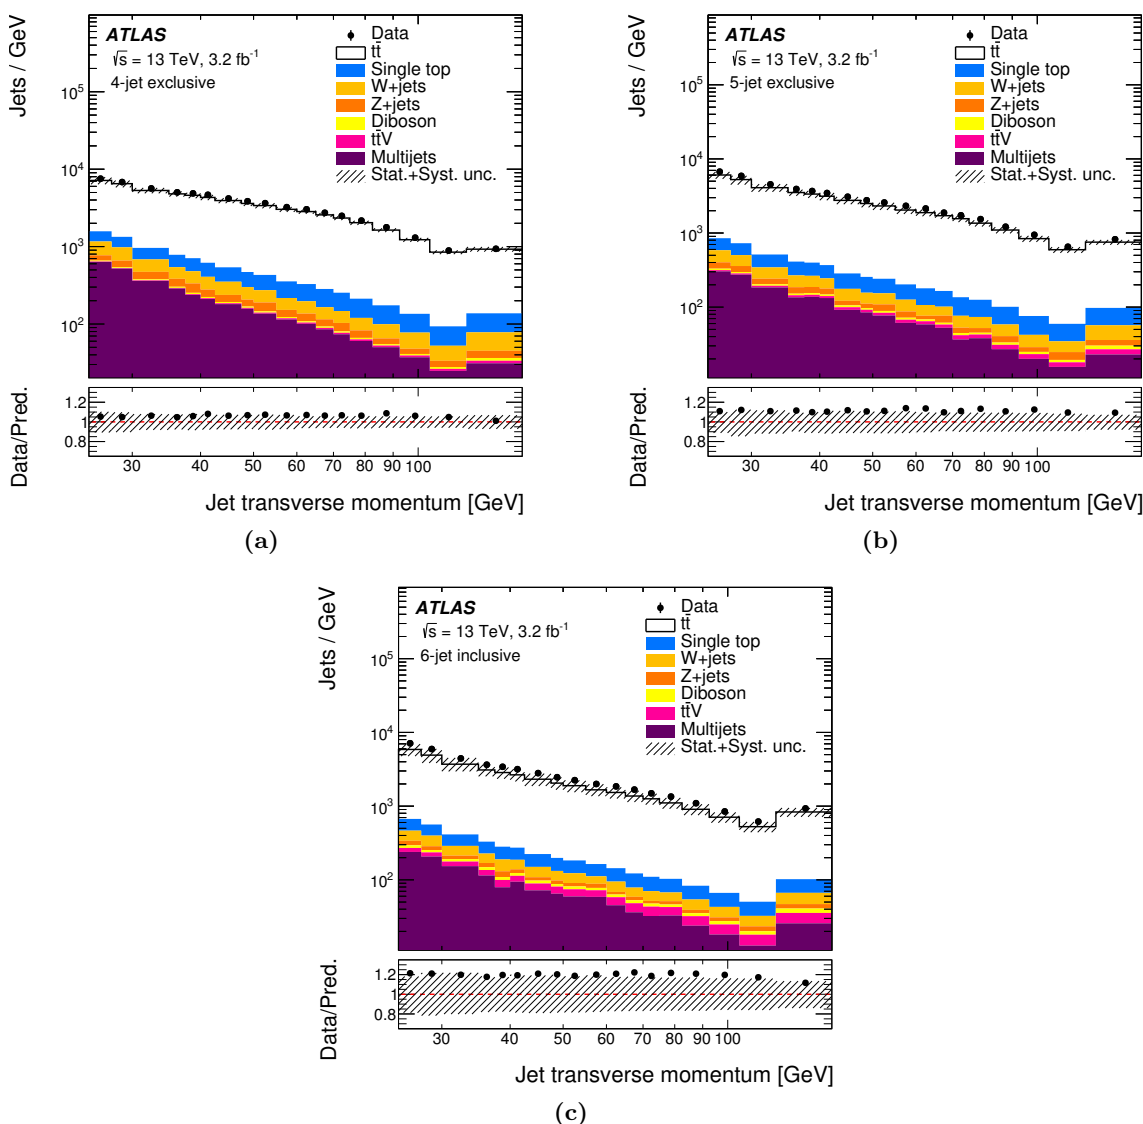 Jets / GeV
10⁵
10⁴
10³
10²
ATLAS
√s = 13 TeV, 3.2 fb⁻¹
4-jet exclusive
Data
tt̄
Single top
W+jets
Z+jets
Diboson
tt̄V
Multijets
Stat.+Syst. unc.
Data/Pred.
1.2
1
0.8
30 40 50 60 70 80 90 100
Jet transverse momentum [GeV]
(a)
Jets / GeV
10⁵
10⁴
10³
10²
ATLAS
√s = 13 TeV, 3.2 fb⁻¹
5-jet exclusive
Data
tt̄
Single top
W+jets
Z+jets
Diboson
tt̄V
Multijets
Stat.+Syst. unc.
Data/Pred.
1.2
1
0.8
30 40 50 60 70 80 90 100
Jet transverse momentum [GeV]
(b)
Jets / GeV
10⁵
10⁴
10³
10²
ATLAS
√s = 13 TeV, 3.2 fb⁻¹
6-jet inclusive
Data
tt̄
Single top
W+jets
Z+jets
Diboson
tt̄V
Multijets
Stat.+Syst. unc.
Data/Pred.
1.2
1
0.8
30 40 50 60 70 80 90 100
Jet transverse momentum [GeV]
(c)